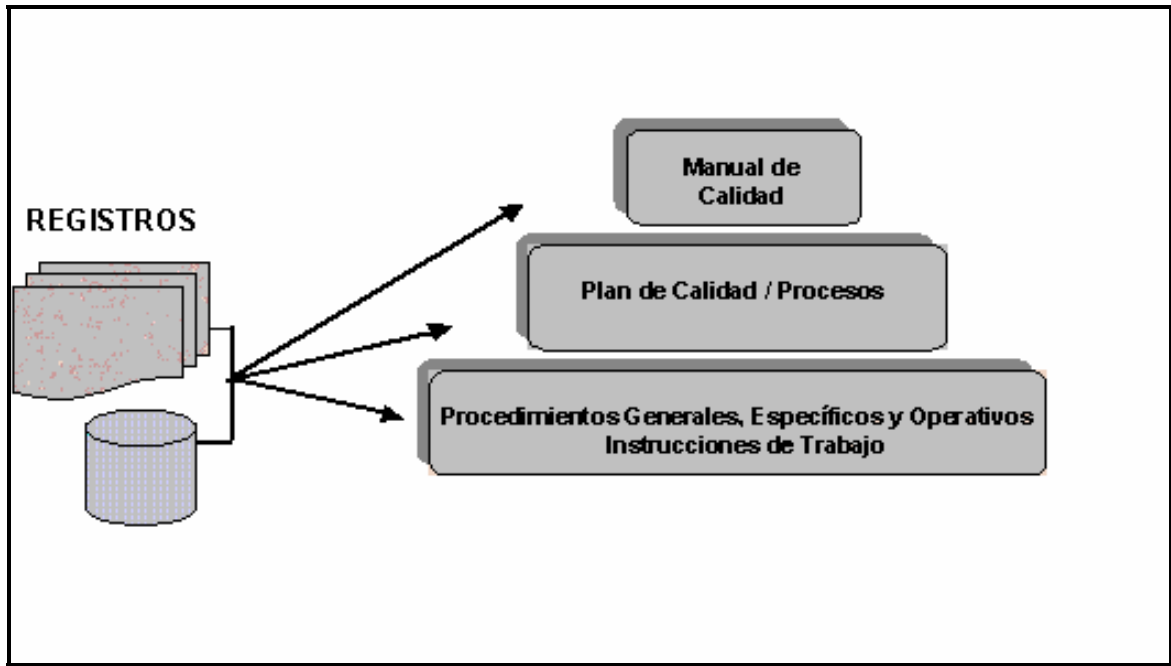 REGISTROS
Manual de
Calidad
Plan de Calidad / Procesos
Procedimientos Generales, Específicos y Operativos
Instrucciones de Trabajo